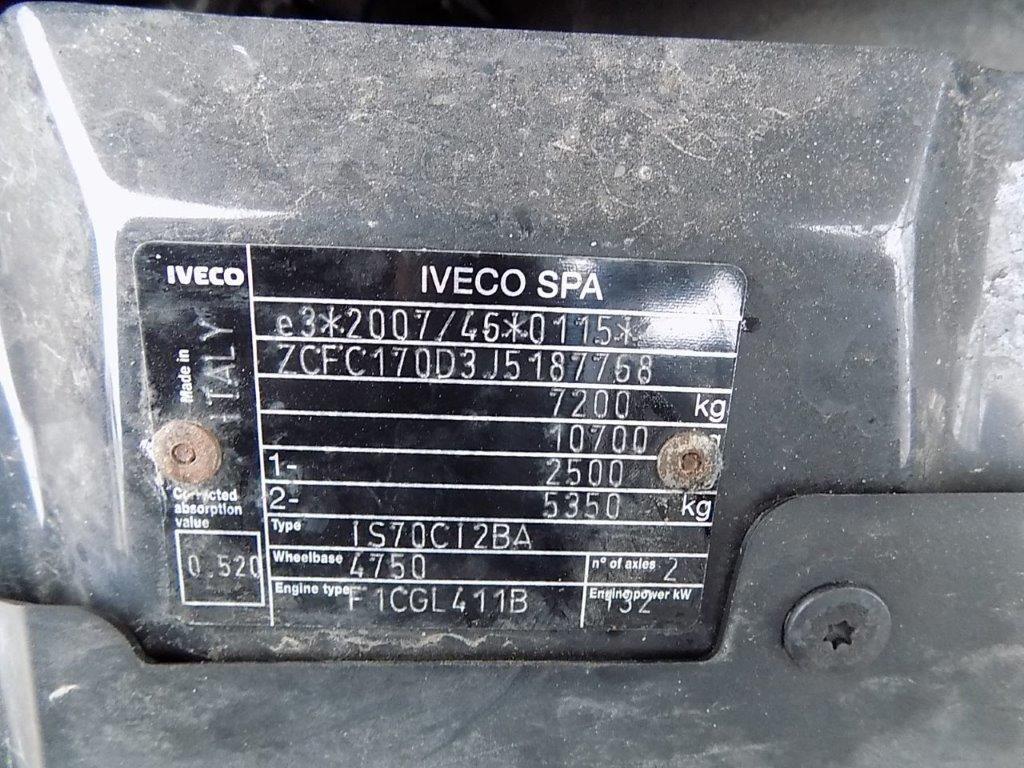 IVECO
IVECO SPA
e3*2007/46*0115*
ZCFC170D3J5187768
7200 kg
10700
1- 2500
2- 5350 kg
Made in
ITALY
Corrected
absorption
value
0.520
Type IS70CI2BA
Wheelbase 4750
n° of axles 2
Engine type F1CGL411B
Engine power kW 132